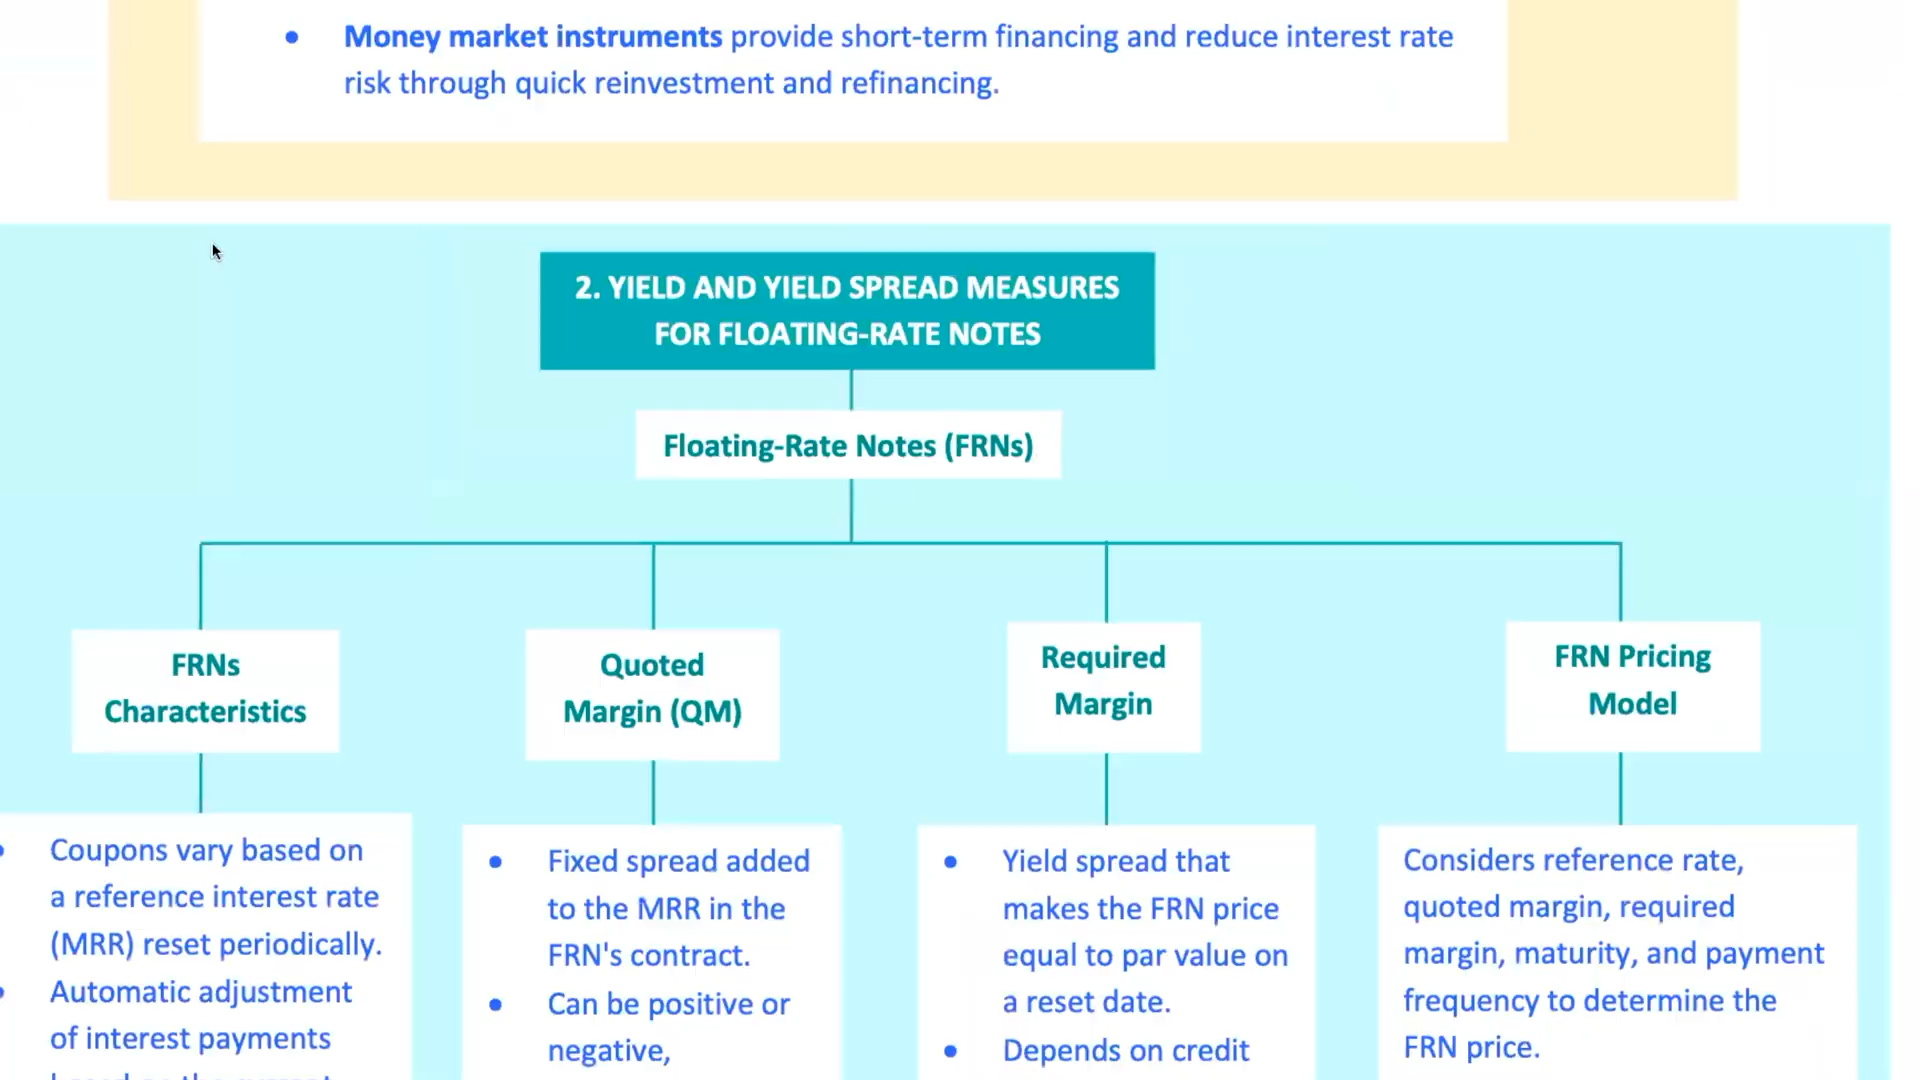 • Money market instruments provide short-term financing and reduce interest rate
risk through quick reinvestment and refinancing.
2. YIELD AND YIELD SPREAD MEASURES
FOR FLOATING-RATE NOTES
Floating-Rate Notes (FRNs)
FRNs
Characteristics
Quoted
Margin (QM)
Required
Margin
FRN Pricing
Model
• Coupons vary based on
a reference interest rate
(MRR) reset periodically.
• Automatic adjustment
of interest payments
• Fixed spread added
to the MRR in the
FRN's contract.
• Can be positive or
negative,
• Yield spread that
makes the FRN price
equal to par value on
a reset date.
• Depends on credit
Considers reference rate,
quoted margin, required
margin, maturity, and payment
frequency to determine the
FRN price.